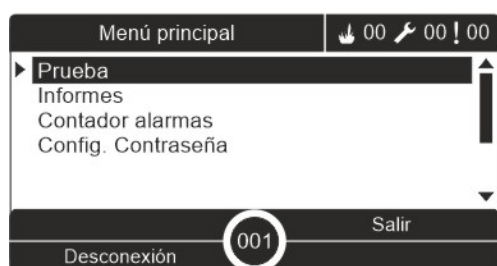 Menú principal 00 00 ! 00
Prueba
Informes
Contador alarmas
Config. Contraseña
Salir
001
Desconexión